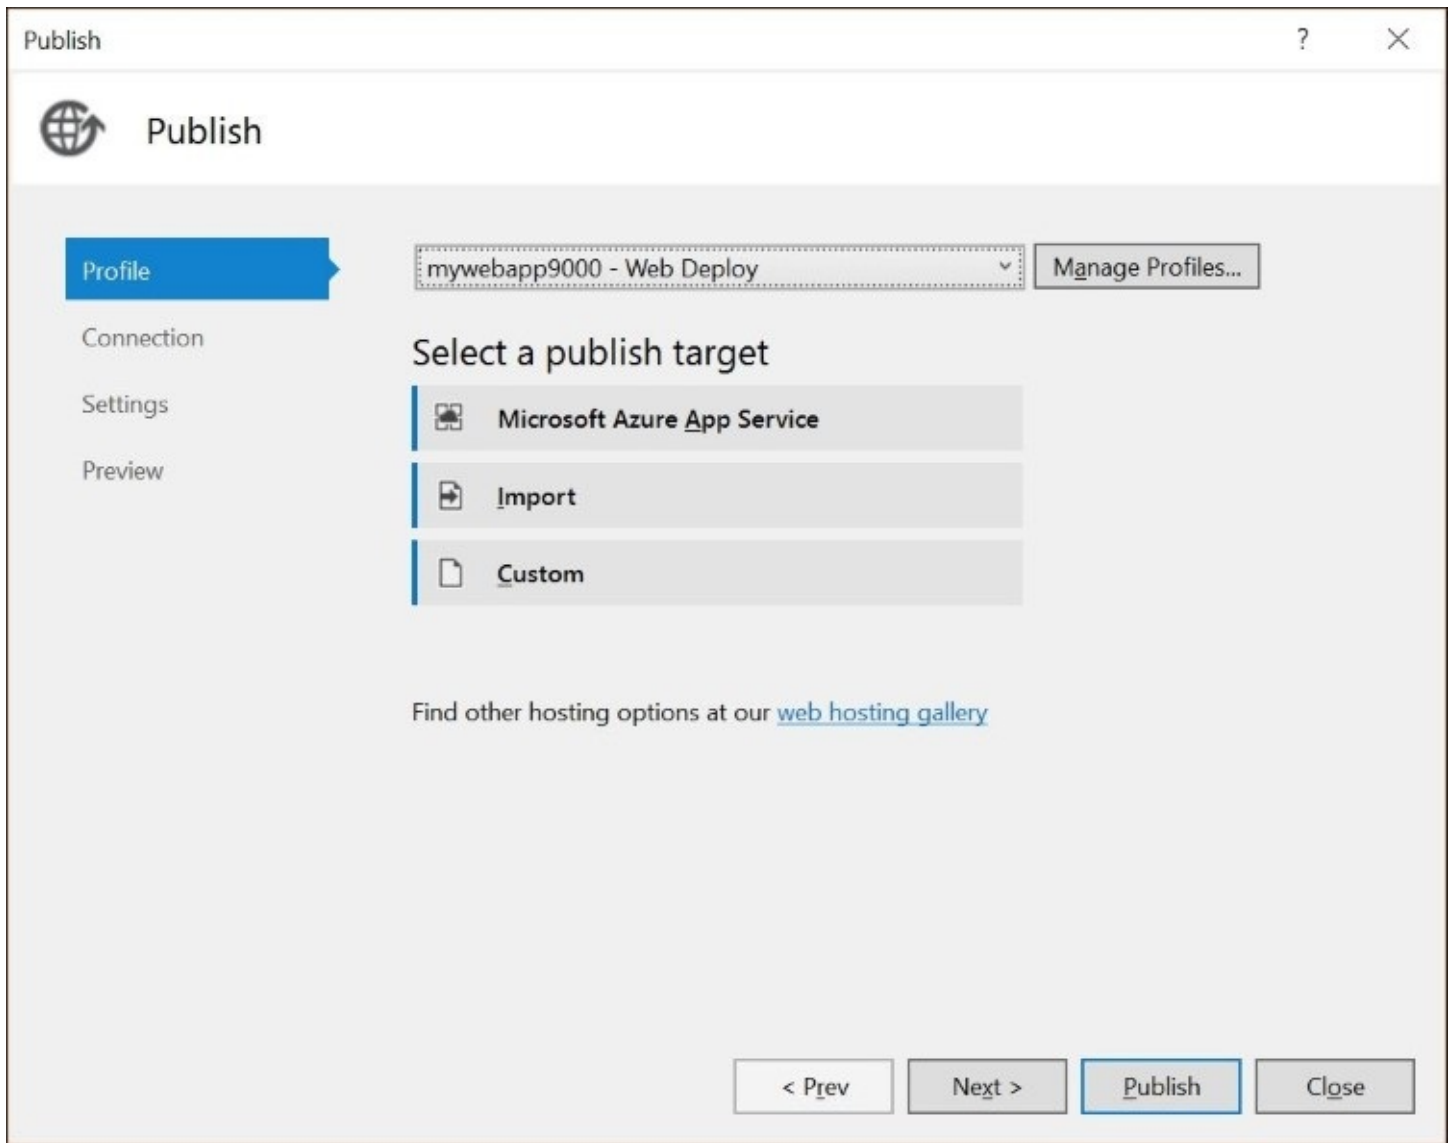 Publish
?
Publish
Profile
mywebapp9000 - Web Deploy
Manage Profiles...
Connection
Select a publish target
Settings
Microsoft Azure App Service
Preview
Import
Custom
Find other hosting options at our web hosting gallery
< Prev
Next >
Publish
Close